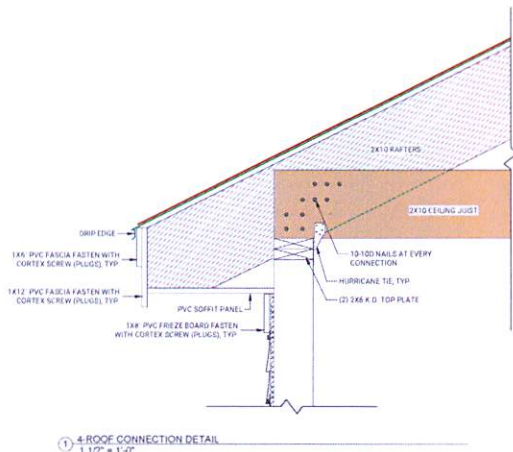 2X10 RAFTERS
2X10 CEILING JOIST
DRIP EDGE
1X6 PVC FASCIA FASTEN WITH
CORTEX SCREW (PLUGS), TYP
1X12 PVC FASCIA FASTEN WITH
CORTEX SCREW (PLUGS), TYP
PVC SOFFIT PANEL
1X8 PVC FRIEZE BOARD FASTEN
WITH CORTEX SCREW (PLUGS), TYP
10-10D NAILS AT EVERY
CONNECTION
HURRICANE TIE, TYP
(2) 2X6 K.D. TOP PLATE
1 4-ROOF CONNECTION DETAIL
1 1/2" = 1'-0"